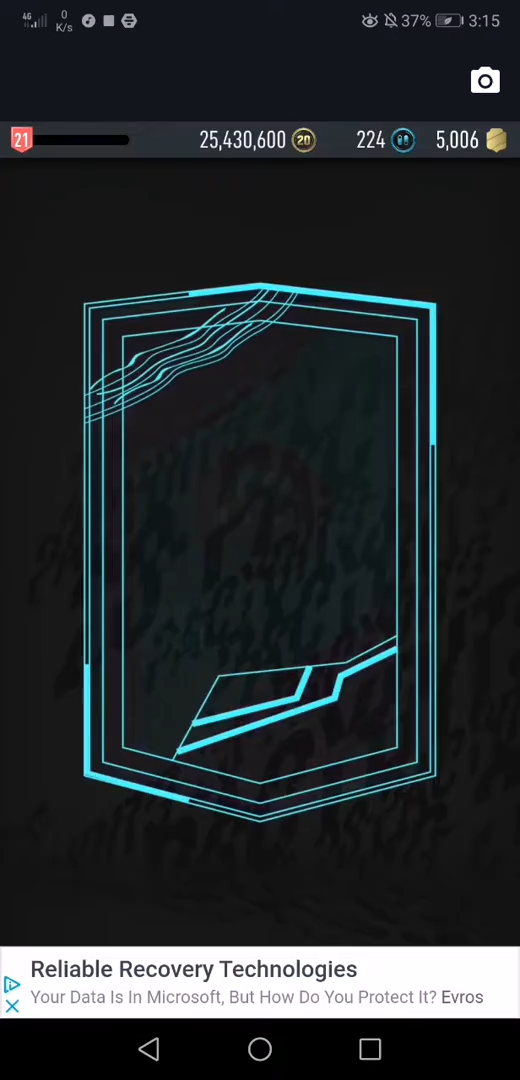 4G 0 K/s 37% 3:15
21 25,430,600 20 224 5,006
Reliable Recovery Technologies
Your Data Is In Microsoft, But How Do You Protect It? Evros